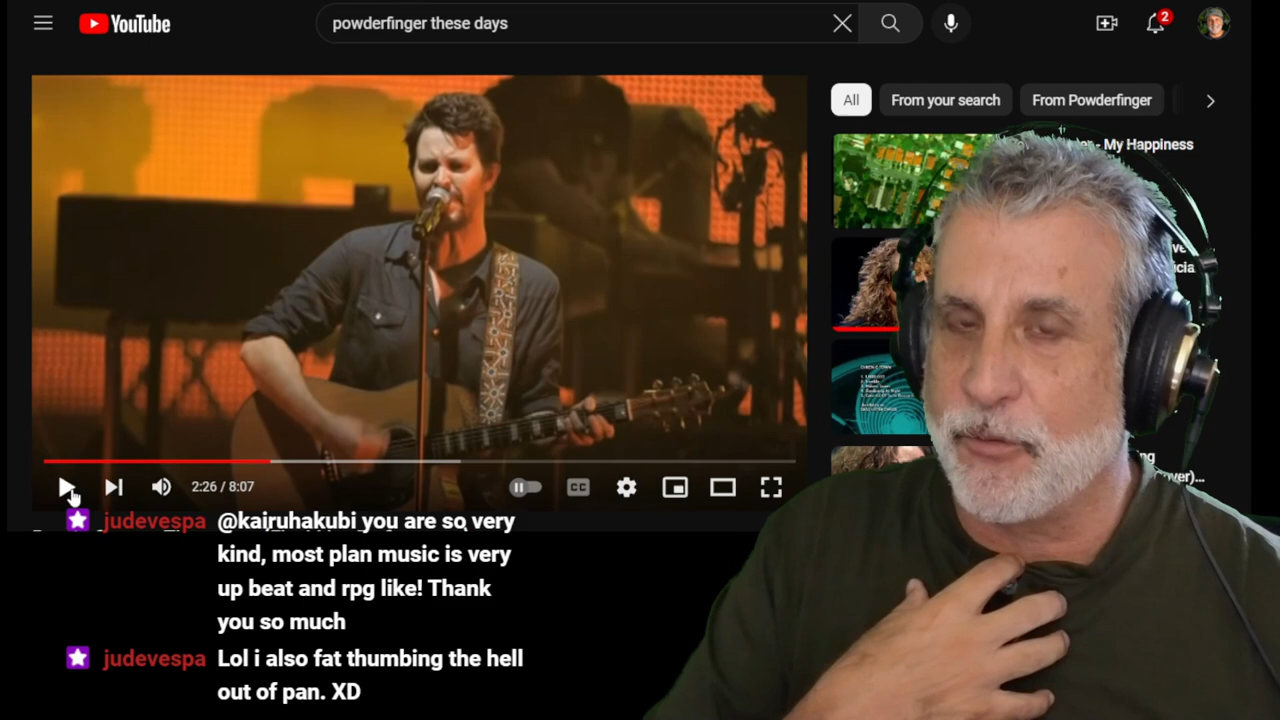 YouTube
powderfinger these days
2
All
From your search
From Powderfinger
- My Happiness
2:26 / 8:07
CC
judevespa @kairuhakubi you are so very
kind, most plan music is very
up beat and rpg like! Thank
you so much
judevespa Lol i also fat thumbing the hell
out of pan. XD